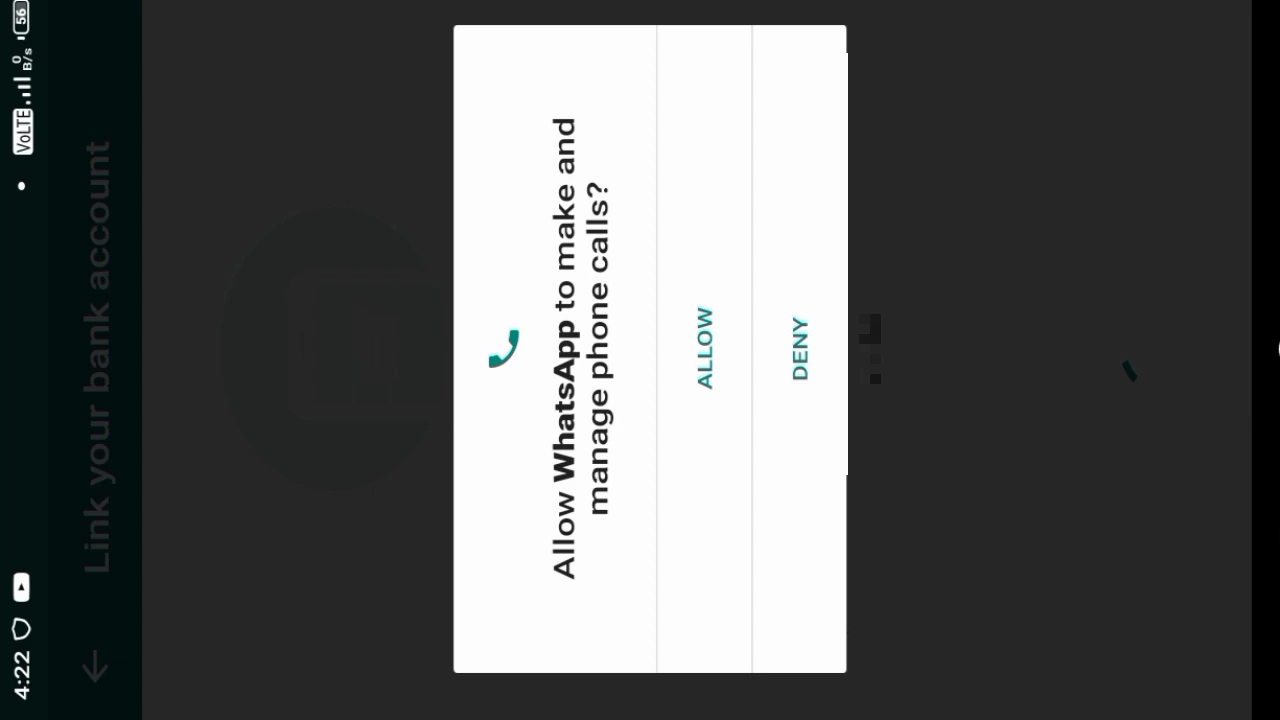 4:22 VoLTE 0 B/s 56
Link your bank account
Allow WhatsApp to make and
manage phone calls?
ALLOW
DENY